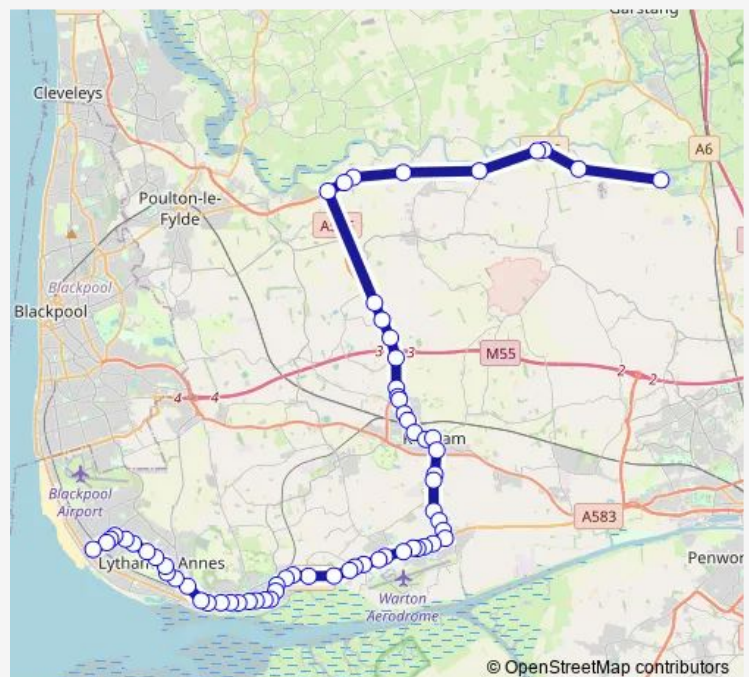 Garstang
Cleveleys
A6
Poulton-le-
Fylde
Blackpool
Blackpool
3
3
M55
2
2
4
4
Blackpool
Airport
A583
Lytham
Annes
Penwor
Warton
Aerodrome
© OpenStreetMap contributors